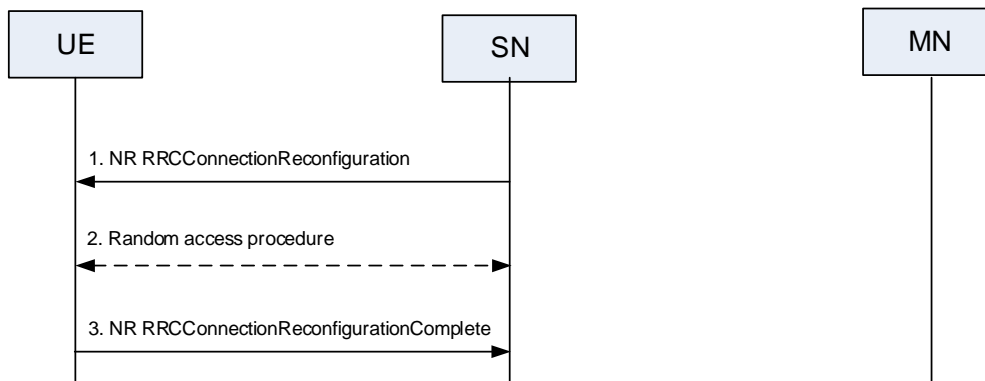 UE
SN
MN
1. NR RRCConnectionReconfiguration
2. Random access procedure
3. NR RRCConnectionReconfigurationComplete